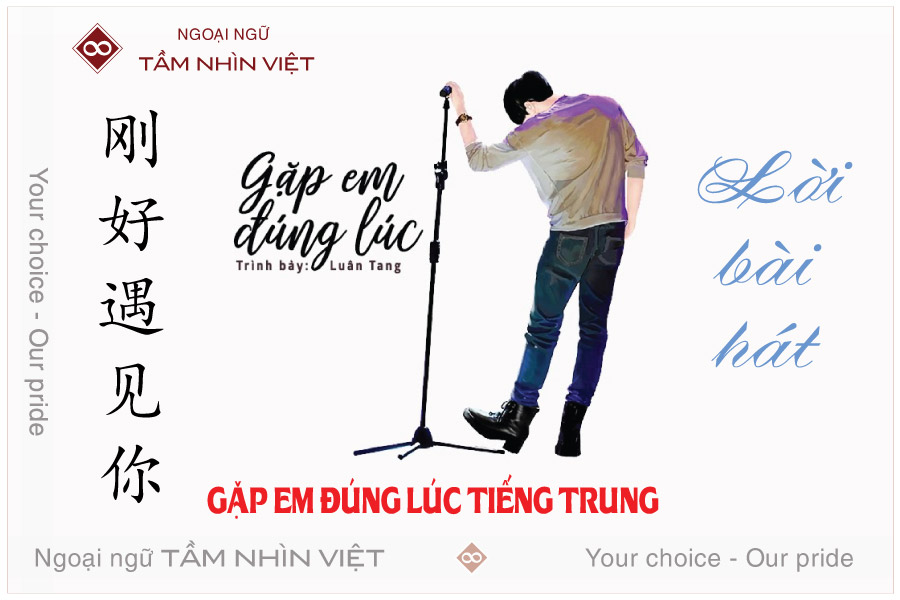 NGOẠI NGỮ
TẦM NHÌN VIỆT
刚好遇见你
Your choice - Our pride
Gặp em
đúng lúc
Trình bày: Luân Tang
Lời
bài
hát
GẶP EM ĐÚNG LÚC TIẾNG TRUNG
Ngoại ngữ TẦM NHÌN VIỆT
Your choice - Our pride